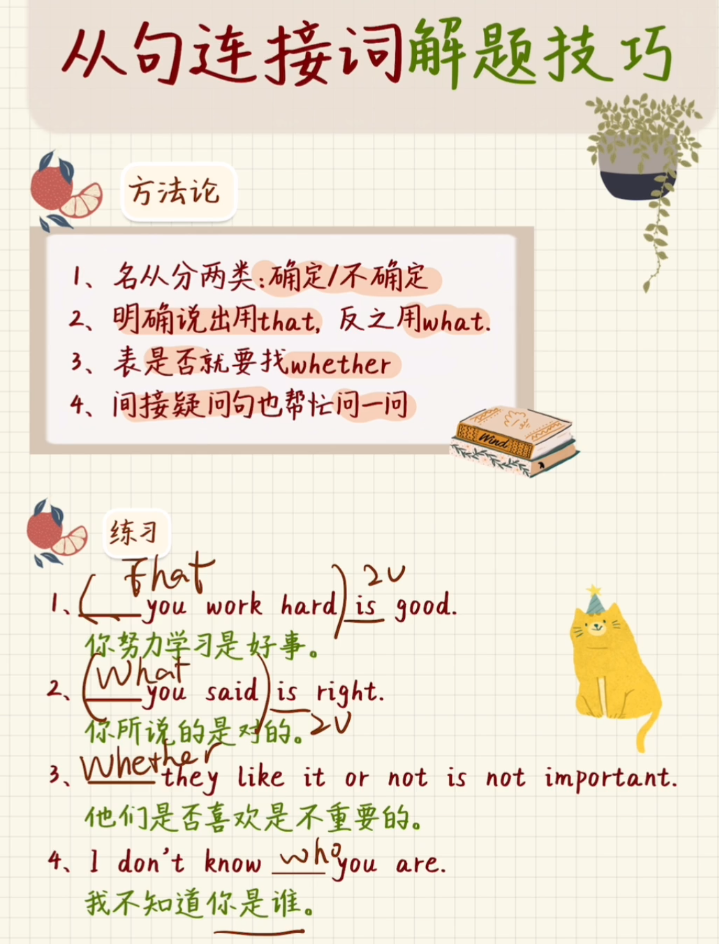 从句连接词解题技巧
方法论
1、名从分两类:确定/不确定
2、明确说出用that, 反之用what.
3、表是否就要找whether
4、间接疑问句也帮忙问一问
Wind
练习
That 2v
1、(___you work hard) is good.
你努力学习是好事。
What
2、(___you said) is right.
你所说的是对的。2v
Whether
3、___they like it or not is not important.
他们是否喜欢是不重要的。
4、I don't know who you are.
我不知道你是谁。